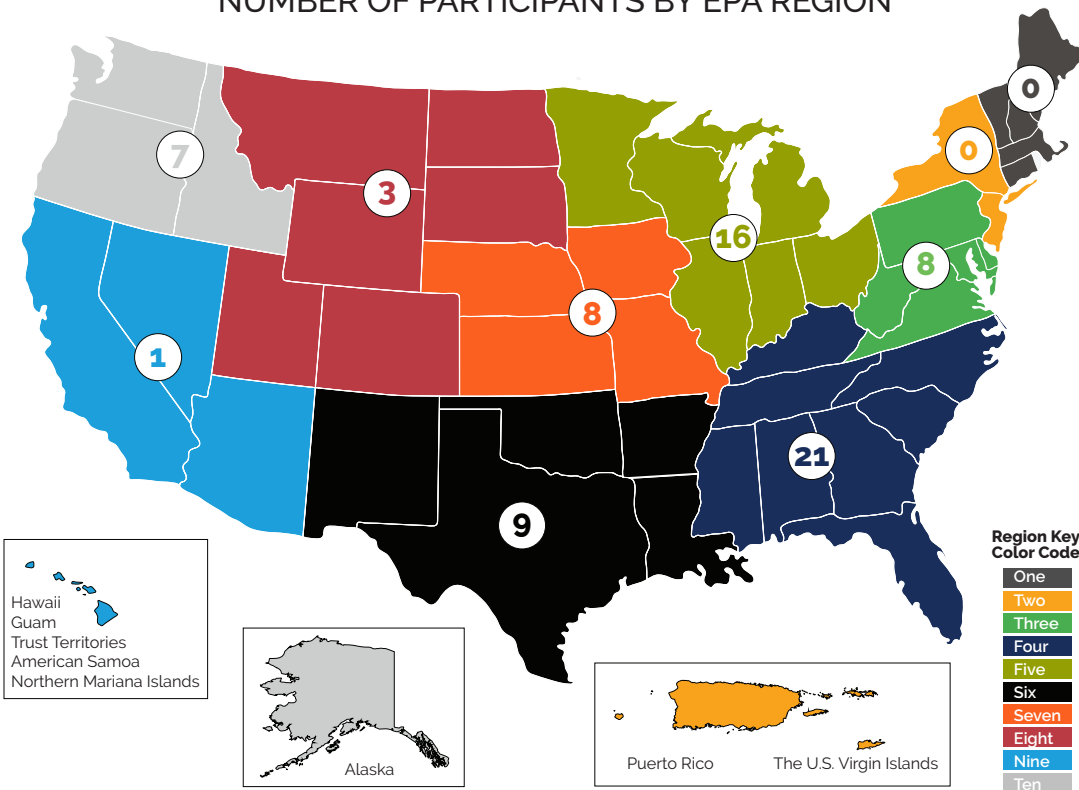 NUMBER OF PARTICIPANTS BY EPA REGION
0
0
7
3
16
8
8
1
21
9
Region Key
Color Code
One
Two
Three
Four
Five
Six
Seven
Eight
Nine
Ten
Hawaii
Guam
Trust Territories
American Samoa
Northern Mariana Islands
Alaska
Puerto Rico
The U.S. Virgin Islands